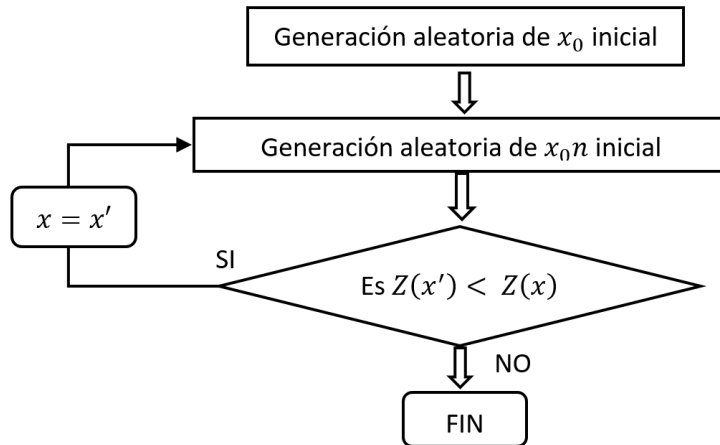 Generación aleatoria de x₀ inicial
Generación aleatoria de x₀n inicial
x = x′
SI
Es Z(x′) < Z(x)
NO
FIN